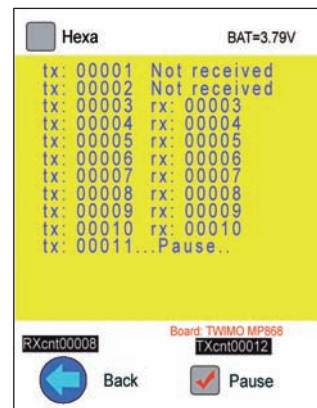 Hexa BAT=3.79V
tx: 00001 Not received
tx: 00002 Not received
tx: 00003 rx: 00003
tx: 00004 rx: 00004
tx: 00005 rx: 00005
tx: 00006 rx: 00006
tx: 00007 rx: 00007
tx: 00008 rx: 00008
tx: 00009 rx: 00009
tx: 00010 rx: 00010
tx: 00011...Pause..
Board: TWIMO MP868
RXcnt00008 TXcnt00012
Back Pause